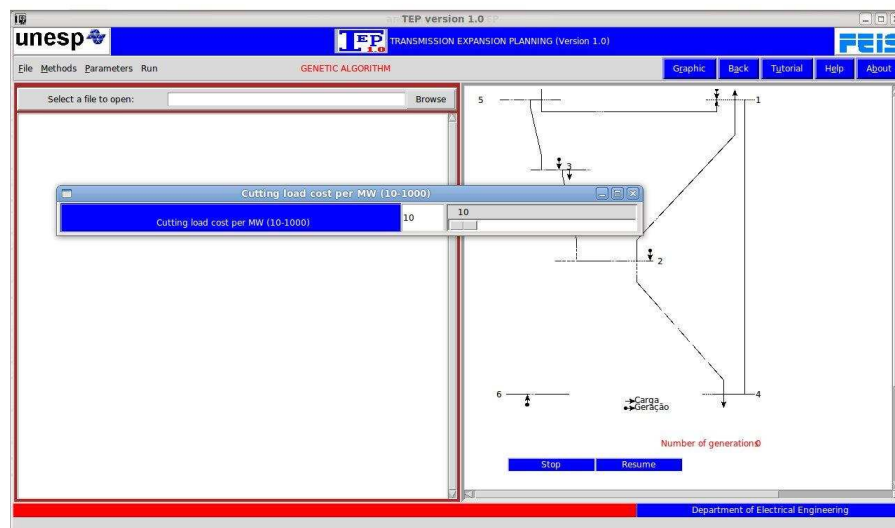 TEP version 1.0
unesp
TEP 1.0
TRANSMISSION EXPANSION PLANNING (Version 1.0)
FEIS
File Methods Parameters Run
GENETIC ALGORITHM
Graphic Back Tutorial Help About
Select a file to open:
Browse
5
1
3
Cutting load cost per MW (10-1000)
Cutting load cost per MW (10-1000)
10
10
2
6
4
Carga
Geração
Number of generations0
Stop Resume
Department of Electrical Engineering